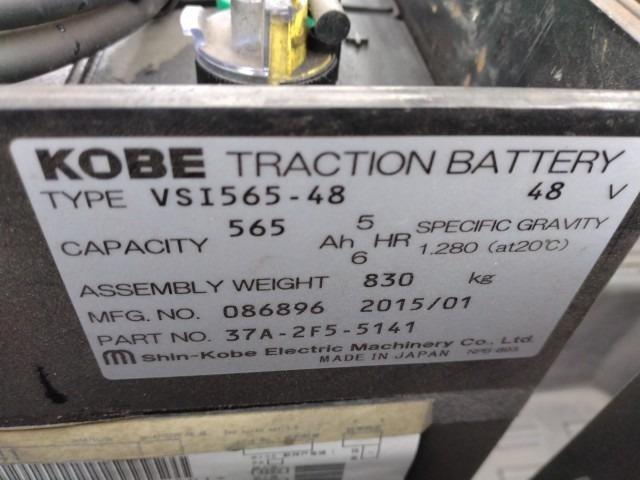 KOBE TRACTION BATTERY
TYPE VSI565-48 48 V
CAPACITY 565 Ah 5 HR SPECIFIC GRAVITY
6 1.280 (at20℃)
ASSEMBLY WEIGHT 830 kg
MFG. NO. 086896 2015/01
PART NO. 37A-2F5-5141
Shin-Kobe Electric Machinery Co., Ltd.
MADE IN JAPAN